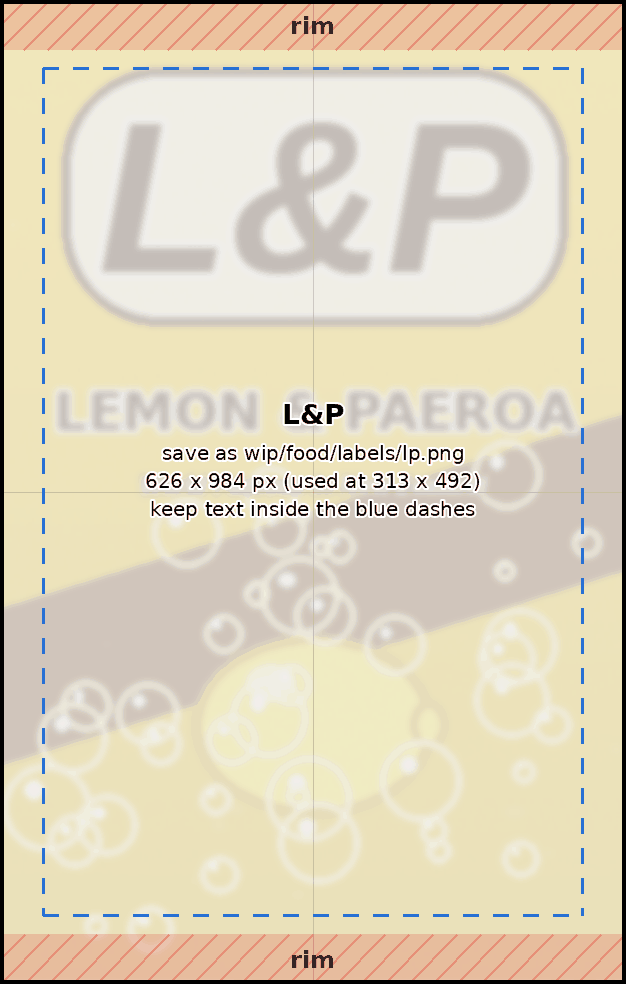 rim
L&P
LEMON & PAEROA
L&P
save as wip/food/labels/lp.png
626 x 984 px (used at 313 x 492)
keep text inside the blue dashes
rim